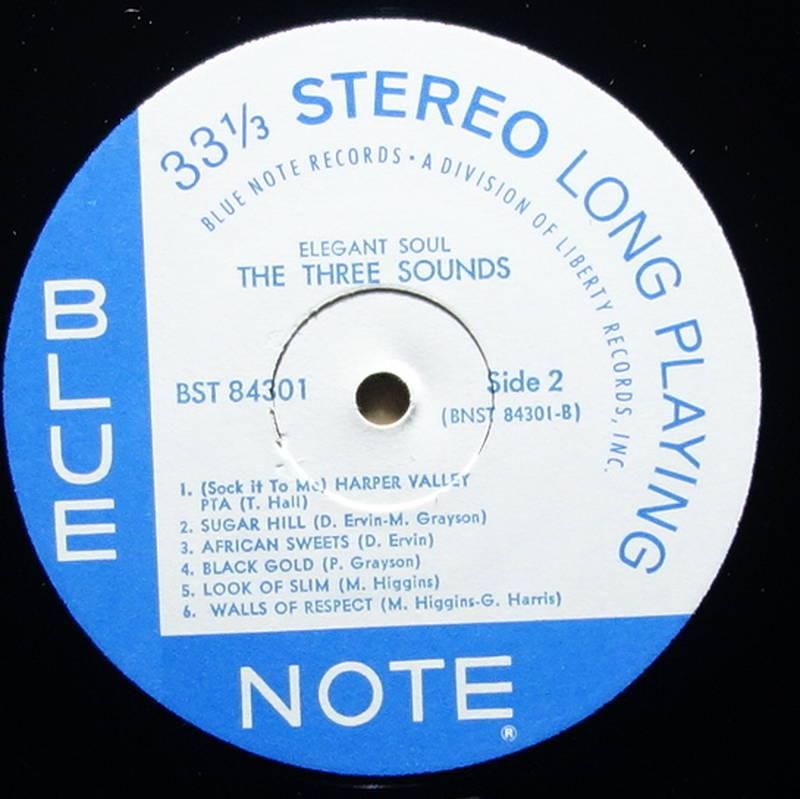 33⅓ STEREO LONG PLAYING
BLUE NOTE RECORDS • A DIVISION OF LIBERTY RECORDS, INC.
ELEGANT SOUL
THE THREE SOUNDS
BST 84301
Side 2
(BNST 84301-B)
1. (Sock it To Me) HARPER VALLEY
PTA (T. Hall)
2. SUGAR HILL (D. Ervin-M. Grayson)
3. AFRICAN SWEETS (D. Ervin)
4. BLACK GOLD (P. Grayson)
5. LOOK OF SLIM (M. Higgins)
6. WALLS OF RESPECT (M. Higgins-G. Harris)
BLUE
NOTE ®